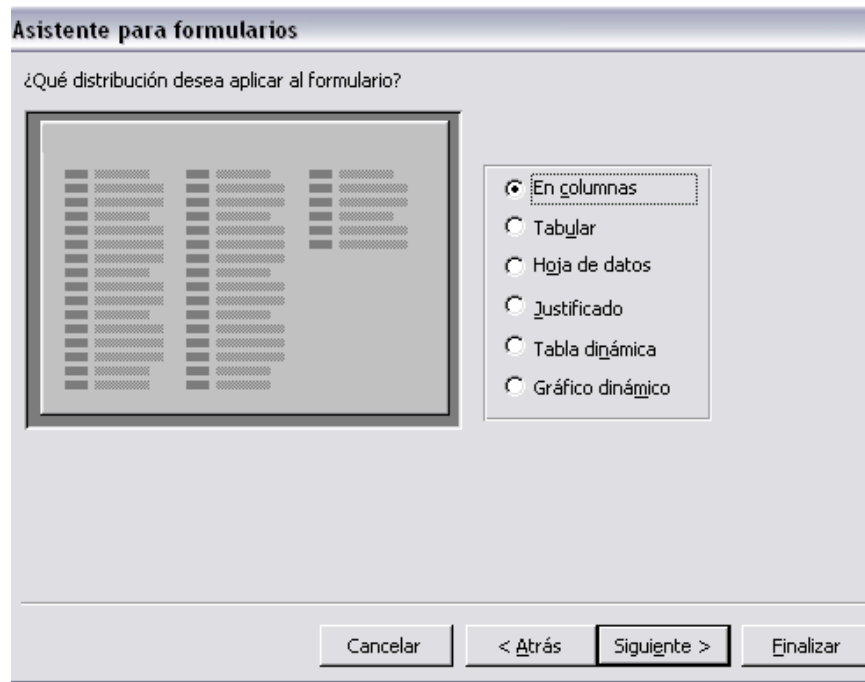 Asistente para formularios
¿Qué distribución desea aplicar al formulario?
En columnas
Tabular
Hoja de datos
Justificado
Tabla dinámica
Gráfico dinámico
Cancelar < Atrás Siguiente > Finalizar